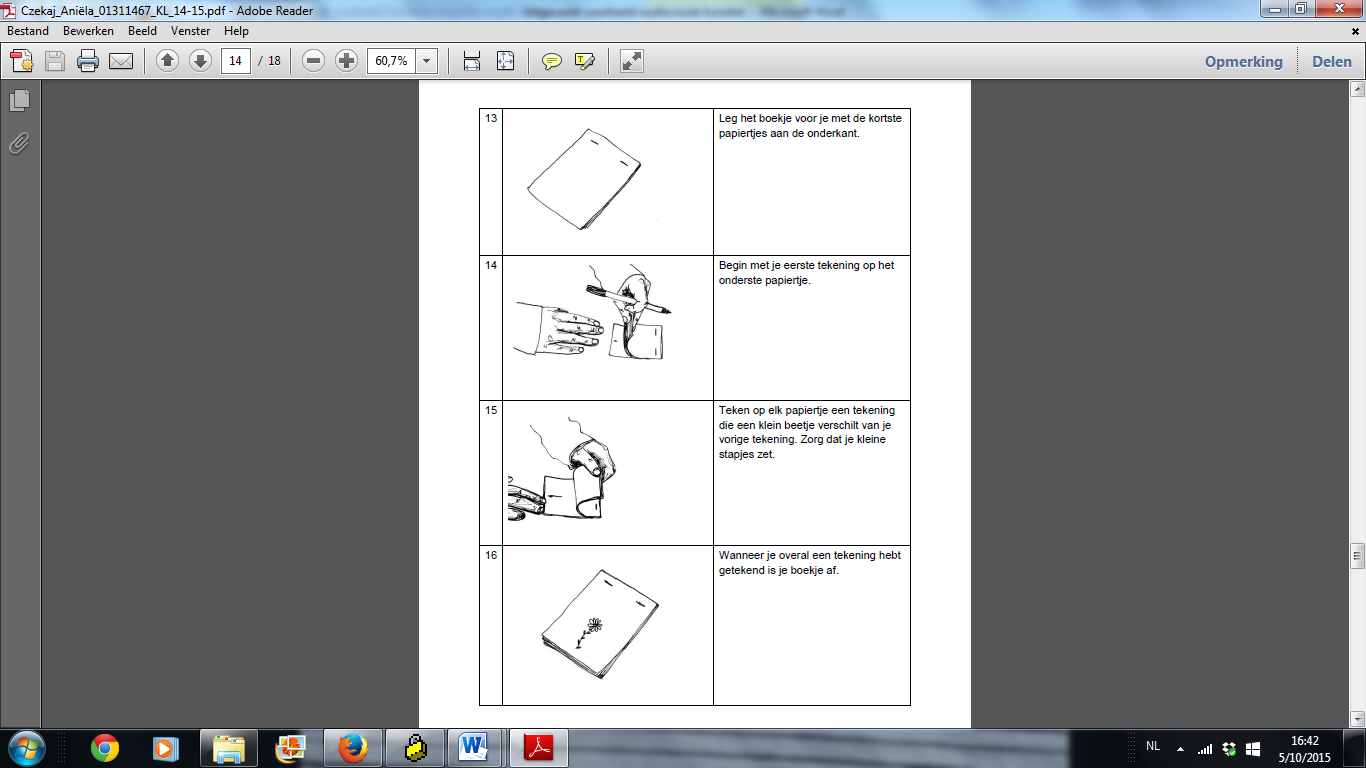 Czekaj_Aniëla_01311467_KL_14-15.pdf - Adobe Reader
Bestand Bewerken Beeld Venster Help
14 / 18
60,7%
Opmerking Delen
13
Leg het boekje voor je met de kortste
papiertjes aan de onderkant.
14
Begin met je eerste tekening op het
onderste papiertje.
15
Teken op elk papiertje een tekening
die een klein beetje verschilt van je
vorige tekening. Zorg dat je kleine
stapjes zet.
16
Wanneer je overal een tekening hebt
getekend is je boekje af.
NL
16:42
5/10/2015